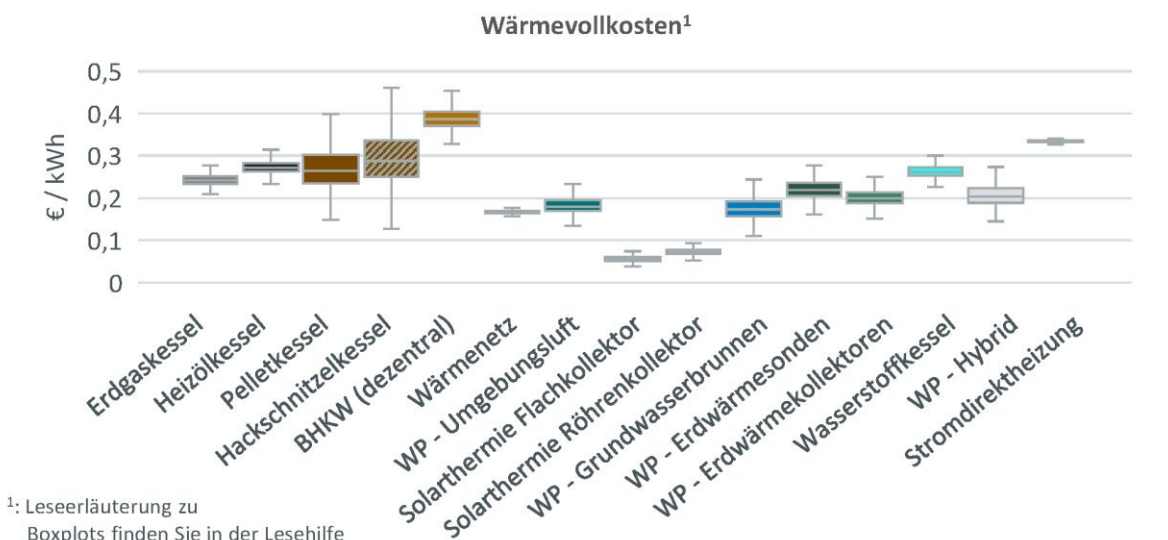 Wärmevollkosten¹
€ / kWh
0,5
0,4
0,3
0,2
0,1
0
Erdgaskessel
Heizölkessel
Pelletkessel
Hackschnitzelkessel
BHKW (dezentral)
Wärmenetz
WP - Umgebungsluft
Solarthermie Flachkollektor
Solarthermie Röhrenkollektor
WP - Grundwasserbrunnen
WP - Erdwärmesonden
WP - Erdwärmekollektoren
Wasserstoffkessel
WP - Hybrid
Stromdirektheizung
¹: Leseerläuterung zu
Boxplots finden Sie in der Lesehilfe